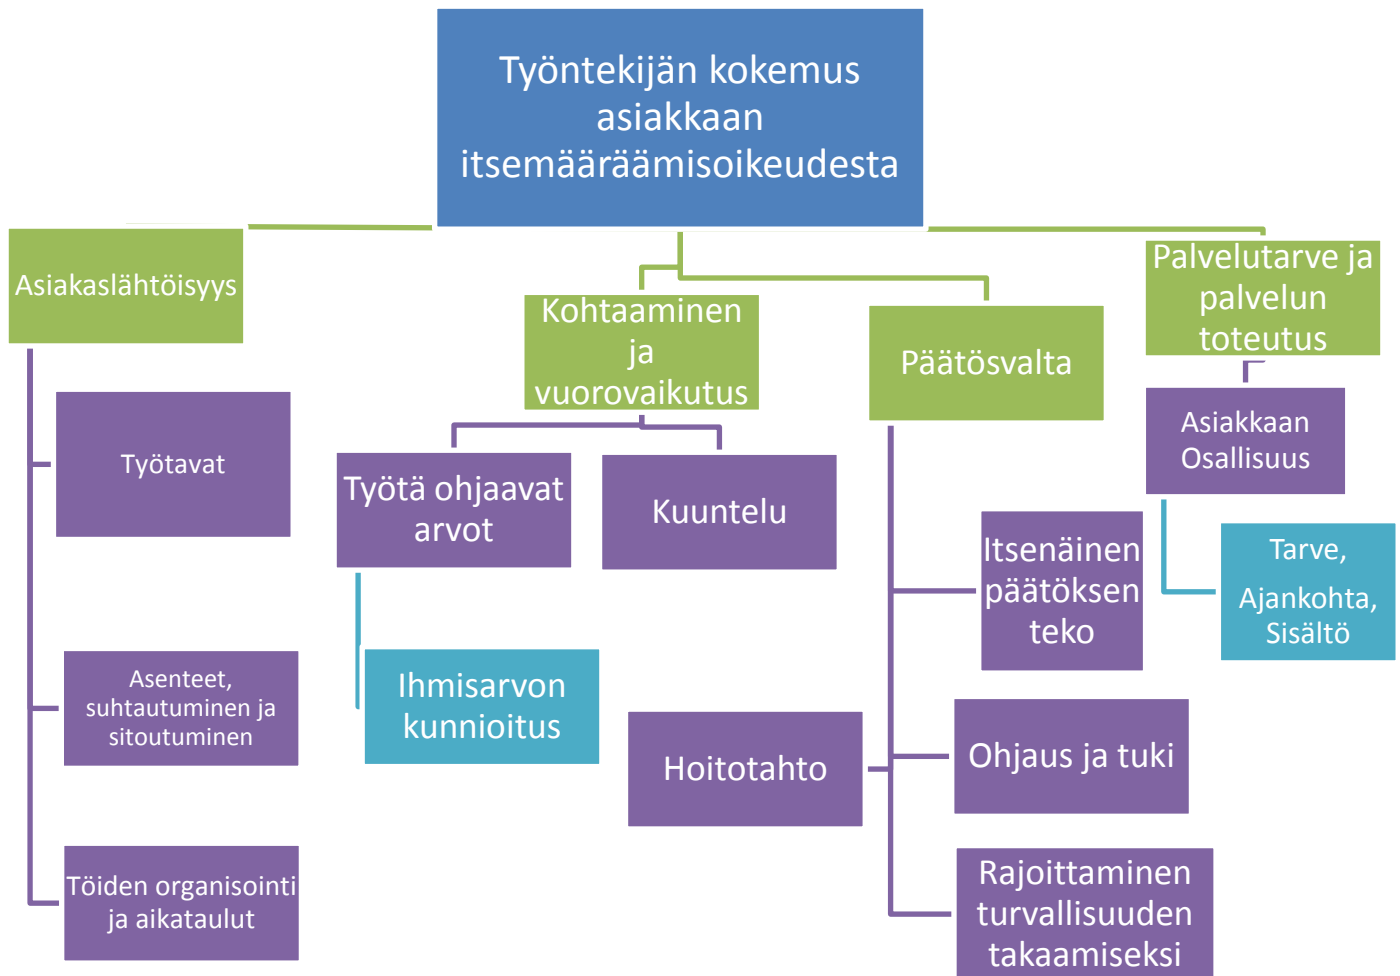 Työntekijän kokemus
asiakkaan
itsemääräämisoikeudesta
Asiakaslähtöisyys
Työtavat
Asenteet,
suhtautuminen ja
sitoutuminen
Töiden organisointi
ja aikataulut
Kohtaaminen
ja
vuorovaikutus
Työtä ohjaavat
arvot
Ihmisarvon
kunnioitus
Kuuntelu
Päätösvalta
Itsenäinen
päätöksen
teko
Hoitotahto
Ohjaus ja tuki
Rajoittaminen
turvallisuuden
takaamiseksi
Palvelutarve ja
palvelun
toteutus
Asiakkaan
Osallisuus
Tarve,
Ajankohta,
Sisältö